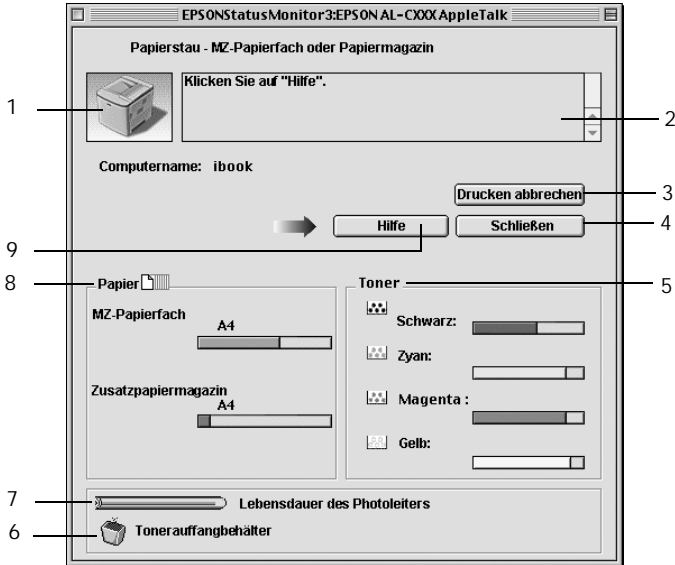 EPSONStatusMonitor3:EPSON AL-CXXX AppleTalk
Papierstau - MZ-Papierfach oder Papiermagazin
Klicken Sie auf "Hilfe".
1
2
Computername: ibook
Drucken abbrechen
3
Hilfe
Schließen
4
9
8
Papier
Toner
5
MZ-Papierfach
A4
Schwarz:
Zyan:
Zusatzpapiermagazin
A4
Magenta :
Gelb:
7
Lebensdauer des Photoleiters
6
Tonerauffangbehälter